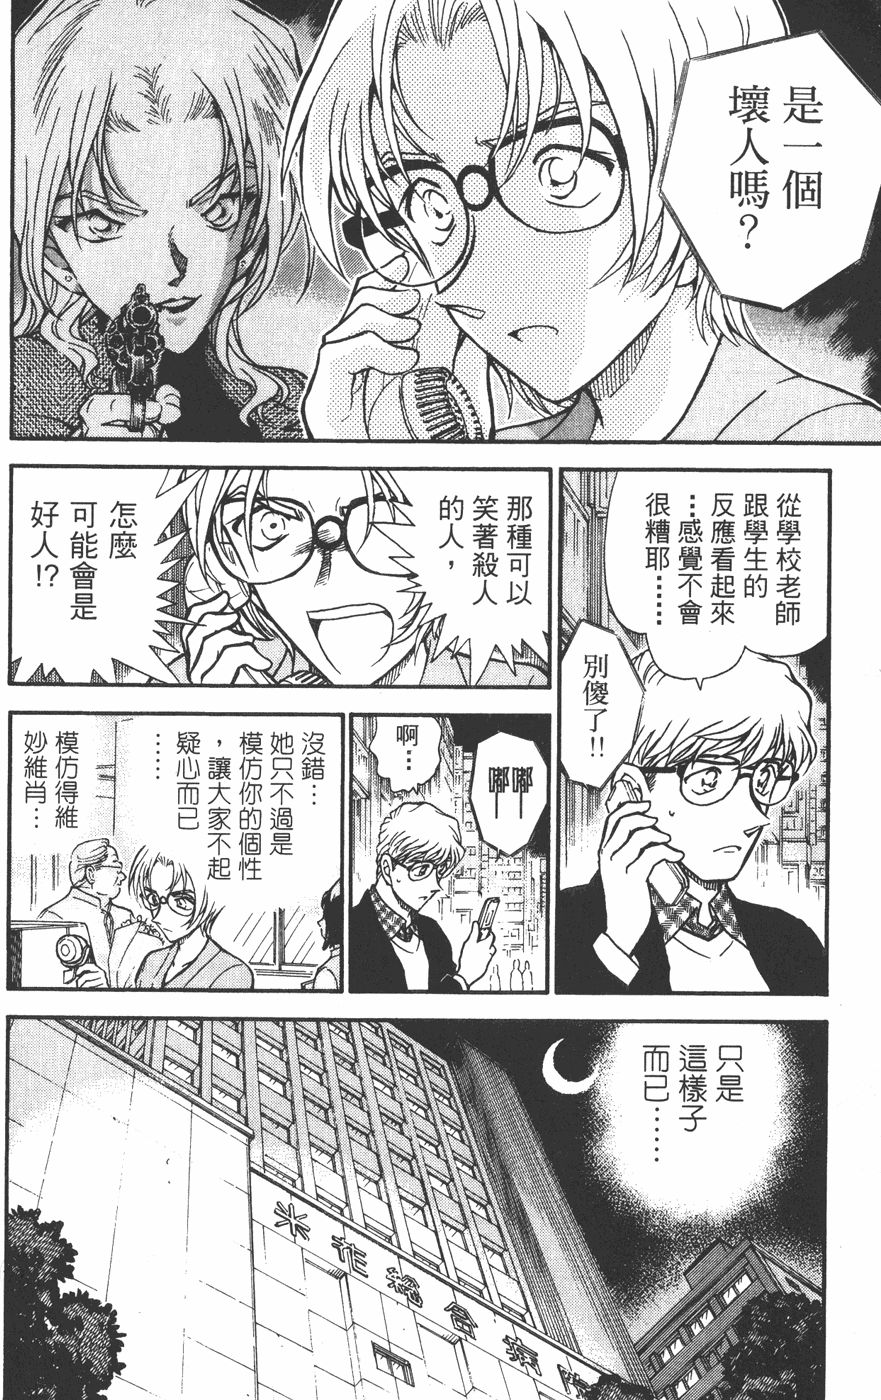 是一個
壞人嗎？
從學校老師
跟學生的
反應看起來
…感覺不會
很糟耶……
別傻了!!
那種可以
笑著殺人
的人，
怎麼
可能會是
好人!?
嘟—
嘟—
啊…
沒錯…
她只不過是
模仿你的個性
，讓大家不起
疑心而已
……
模仿得維
妙維肖…
只是
這樣子
而已……
米花総合病院